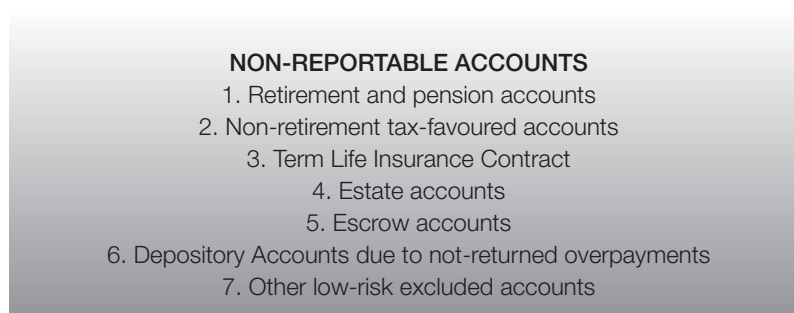 NON-REPORTABLE ACCOUNTS
1. Retirement and pension accounts
2. Non-retirement tax-favoured accounts
3. Term Life Insurance Contract
4. Estate accounts
5. Escrow accounts
6. Depository Accounts due to not-returned overpayments
7. Other low-risk excluded accounts